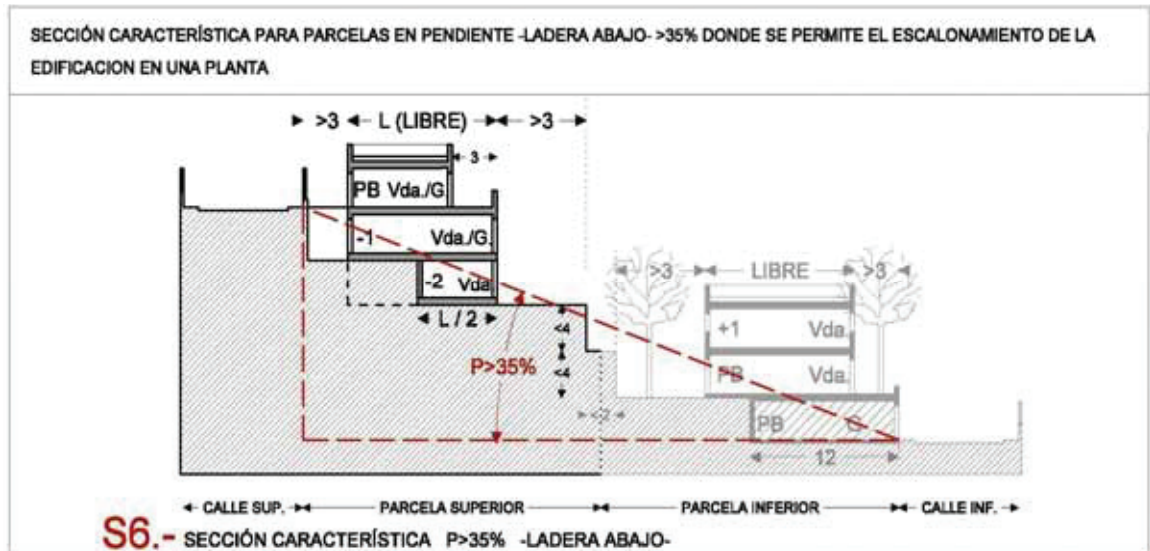 SECCIÓN CARACTERÍSTICA PARA PARCELAS EN PENDIENTE -LADERA ABAJO- >35% DONDE SE PERMITE EL ESCALONAMIENTO DE LA
EDIFICACION EN UNA PLANTA
>3 L (LIBRE) >3
3
PB Vda./G.
-1 Vda./G.
-2 Vda
L / 2
P>35%
<4
<4
>3 LIBRE >3
+1 Vda.
PB Vda.
<2
PB G
12
CALLE SUP. PARCELA SUPERIOR PARCELA INFERIOR CALLE INF.
S6.- SECCIÓN CARACTERÍSTICA P>35% -LADERA ABAJO-